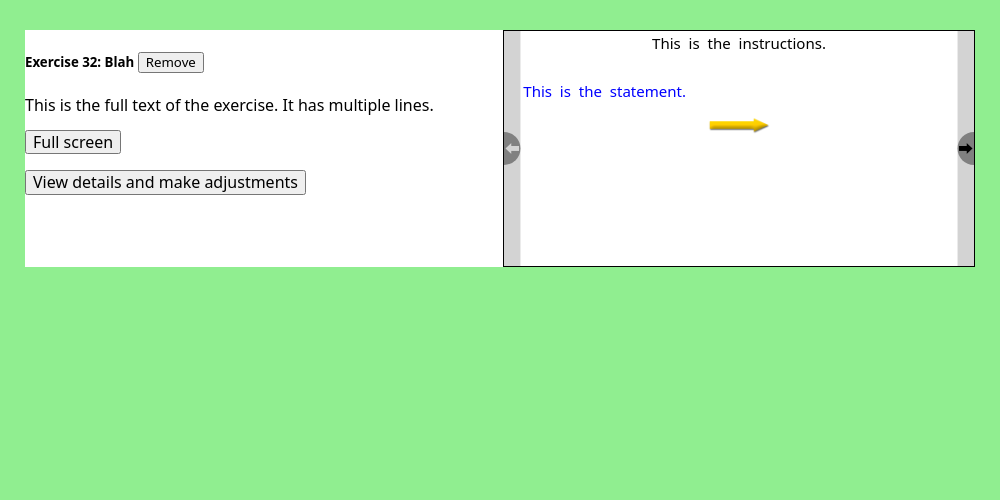 Exercise 32: Blah Remove
This is the full text of the exercise. It has multiple lines.
Full screen
View details and make adjustments
This is the instructions.
This is the statement.